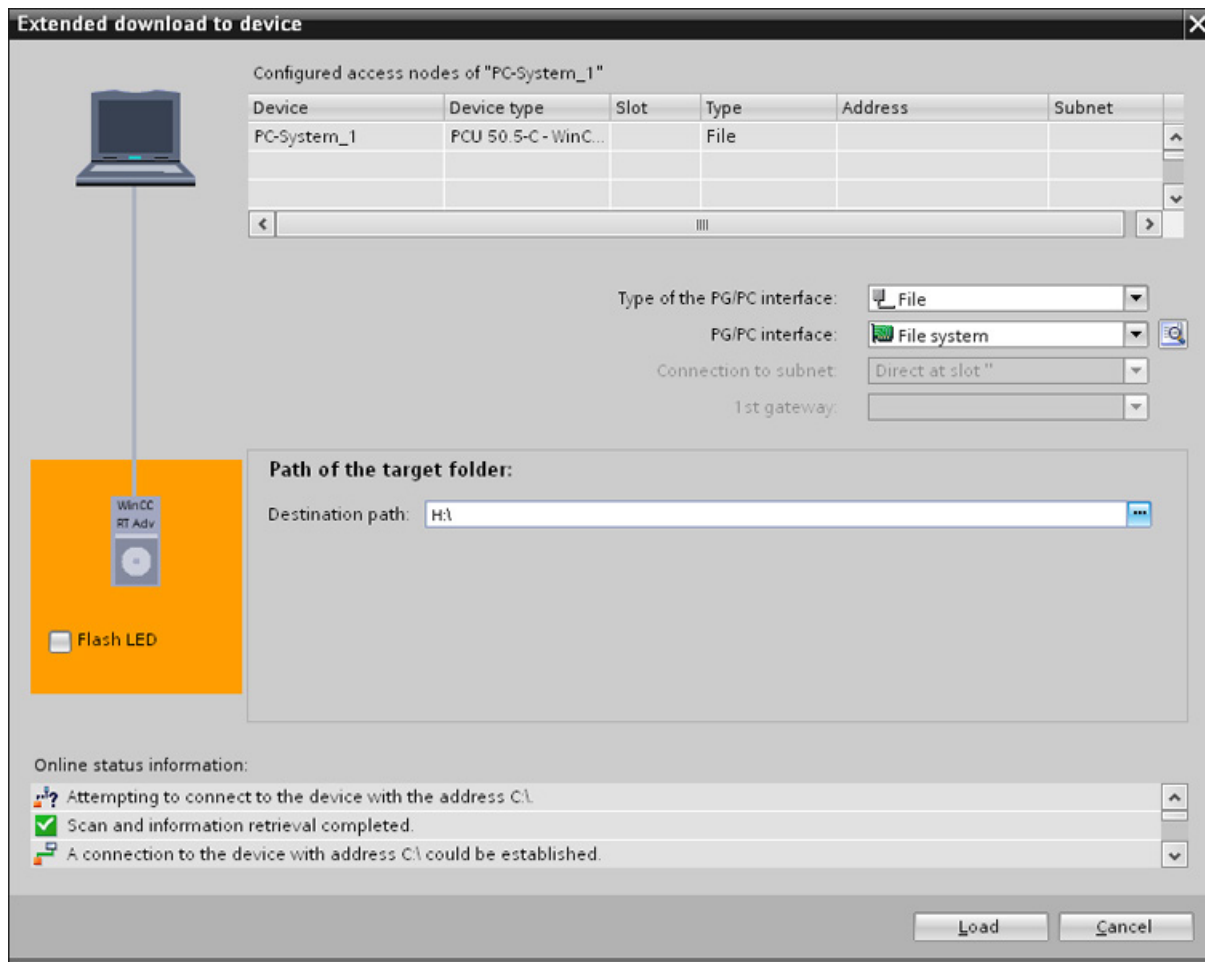 Extended download to device
Configured access nodes of "PC-System_1"
Device Device type Slot Type Address Subnet
PC-System_1 PCU 50.5-C - WinC... File
Type of the PG/PC interface: File
PG/PC interface: File system
Connection to subnet: Direct at slot ''
1st gateway:
Path of the target folder:
Destination path: H:\
WinCC
RT Adv
Flash LED
Online status information:
Attempting to connect to the device with the address C:\.
Scan and information retrieval completed.
A connection to the device with address C:\ could be established.
Load Cancel